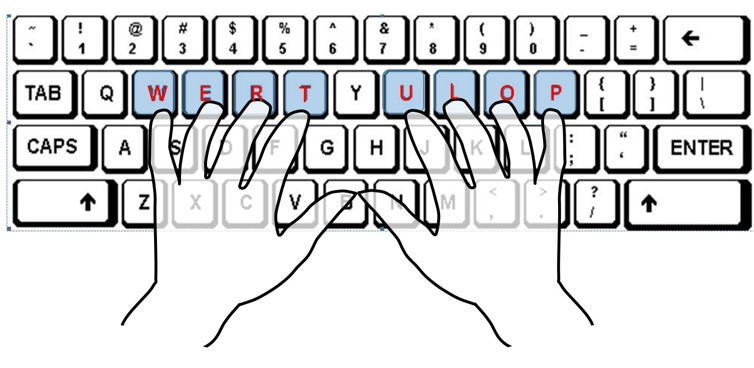 ~ ! @ # $ % ^ & * ( ) _ +
` 1 2 3 4 5 6 7 8 9 0 - = ←
{ } |
TAB Q W E R T Y U L O P [ ] \
: “
CAPS A S D F G H J K L ; ‘ ENTER
< > ?
↑ Z X C V B N M , . / ↑